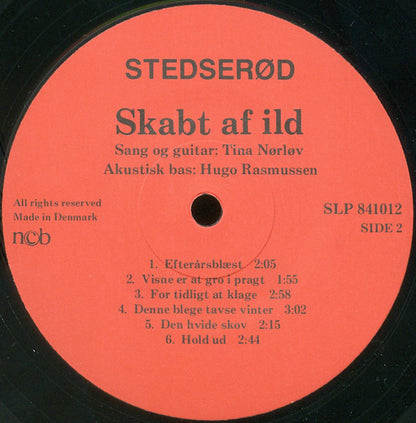 STEDSERØD
Skabt af ild
Sang og guitar: Tina Nørløv
Akustisk bas: Hugo Rasmussen
All rights reserved
Made in Denmark
ncb
SLP 841012
SIDE 2
1. Efterårsblæst 2:05
2. Visne er at gro i pragt 1:55
3. For tidligt at klage 2:58
4. Denne blege tavse vinter 3:02
5. Den hvide skov 2:15
6. Hold ud 2:44